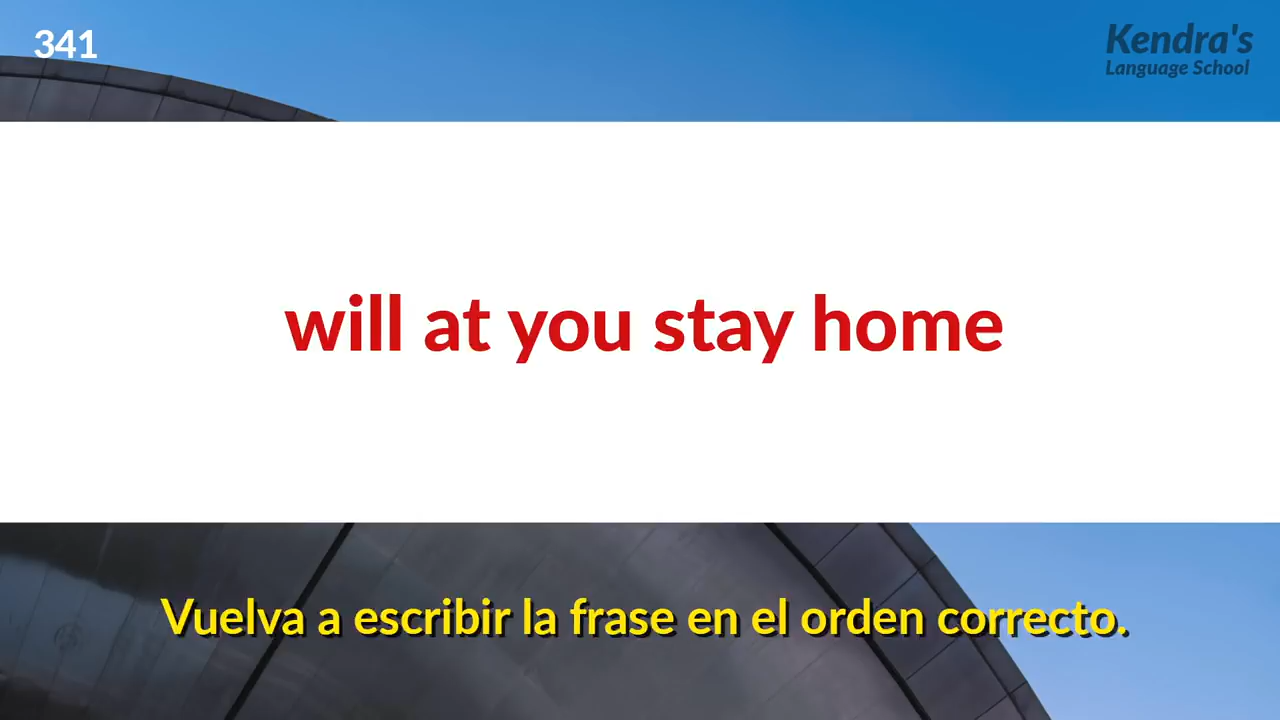 341
Kendra's
Language School
will at you stay home
Vuelva a escribir la frase en el orden correcto.